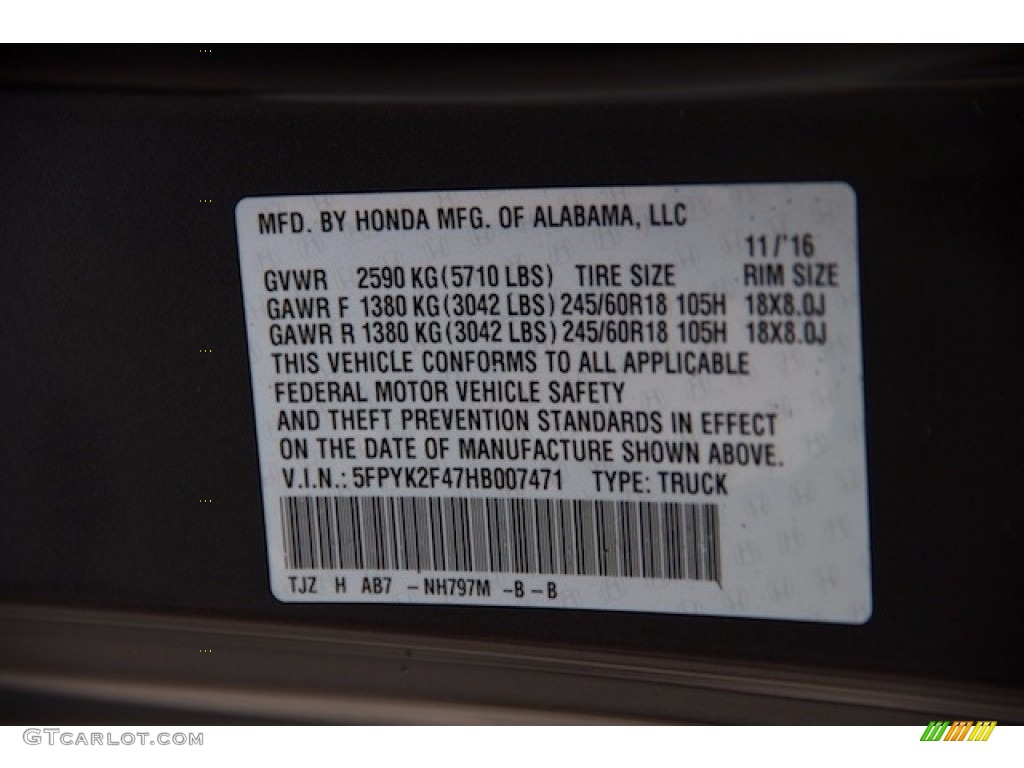 MFD. BY HONDA MFG. OF ALABAMA, LLC
11/'16
GVWR 2590 KG(5710 LBS) TIRE SIZE RIM SIZE
GAWR F 1380 KG(3042 LBS) 245/60R18 105H 18X8.0J
GAWR R 1380 KG(3042 LBS) 245/60R18 105H 18X8.0J
THIS VEHICLE CONFORMS TO ALL APPLICABLE
FEDERAL MOTOR VEHICLE SAFETY
AND THEFT PREVENTION STANDARDS IN EFFECT
ON THE DATE OF MANUFACTURE SHOWN ABOVE.
V.I.N.: 5FPYK2F47HB007471 TYPE: TRUCK
TJZ H AB7 -NH797M -B-B
GTCARLOT.COM